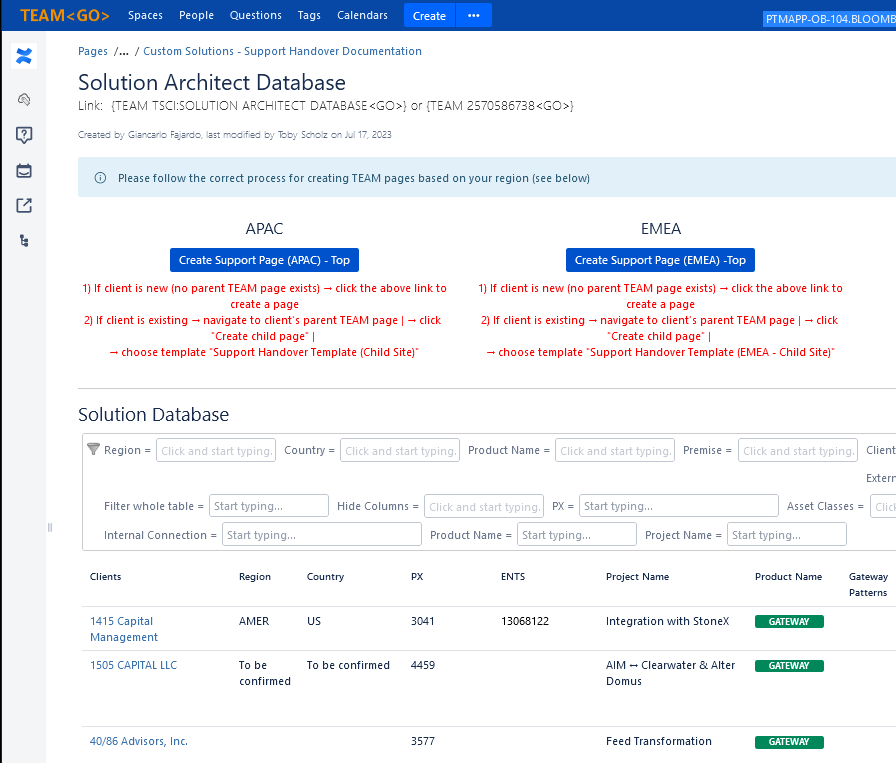 TEAM<GO> Spaces People Questions Tags Calendars Create ••• PTMAPP-OB-104.BLOOMB
Pages /... / Custom Solutions - Support Handover Documentation
Solution Architect Database
Link: {TEAM TSCI:SOLUTION ARCHITECT DATABASE<GO>} or {TEAM 2570586738<GO>}
Created by Giancarlo Fajardo, last modified by Toby Scholz on Jul 17, 2023
Please follow the correct process for creating TEAM pages based on your region (see below)
APAC
Create Support Page (APAC) - Top
1) If client is new (no parent TEAM page exists) → click the above link to
create a page
2) If client is existing → navigate to client's parent TEAM page | → click
"Create child page" |
→ choose template "Support Handover Template (Child Site)"
EMEA
Create Support Page (EMEA) -Top
1) If client is new (no parent TEAM page exists) → click the above link to
create a page
2) If client is existing → navigate to client's parent TEAM page | → click
"Create child page" |
→ choose template "Support Handover Template (EMEA - Child Site)"
Solution Database
Region = Click and start typing. Country = Click and start typing. Product Name = Click and start typing. Premise = Click and start typing. Client
Extern
Filter whole table = Start typing... Hide Columns = Click and start typing. PX = Start typing... Asset Classes = Click
Internal Connection = Start typing... Product Name = Start typing... Project Name = Start typing...
Clients Region Country PX ENTS Project Name Product Name Gateway
Patterns
1415 Capital AMER US 3041 13068122 Integration with StoneX GATEWAY
Management
1505 CAPITAL LLC To be To be confirmed 4459 AIM ↔ Clearwater & Alter GATEWAY
confirmed Domus
40/86 Advisors, Inc. 3577 Feed Transformation GATEWAY